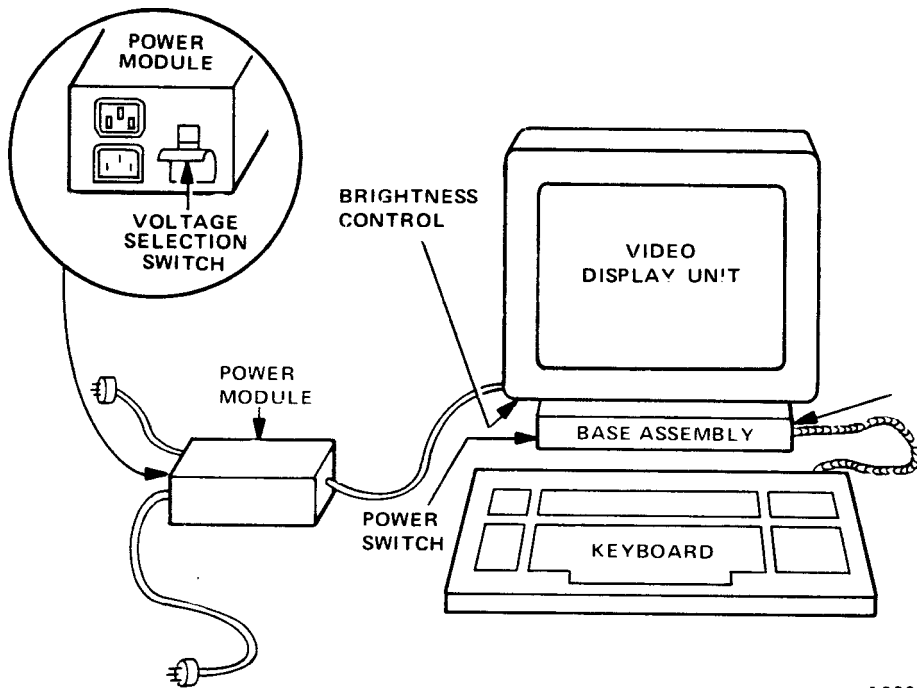 POWER
MODULE
VOLTAGE
SELECTION
SWITCH
BRIGHTNESS
CONTROL
VIDEO
DISPLAY UNIT
POWER
MODULE
BASE ASSEMBLY
POWER
SWITCH
KEYBOARD